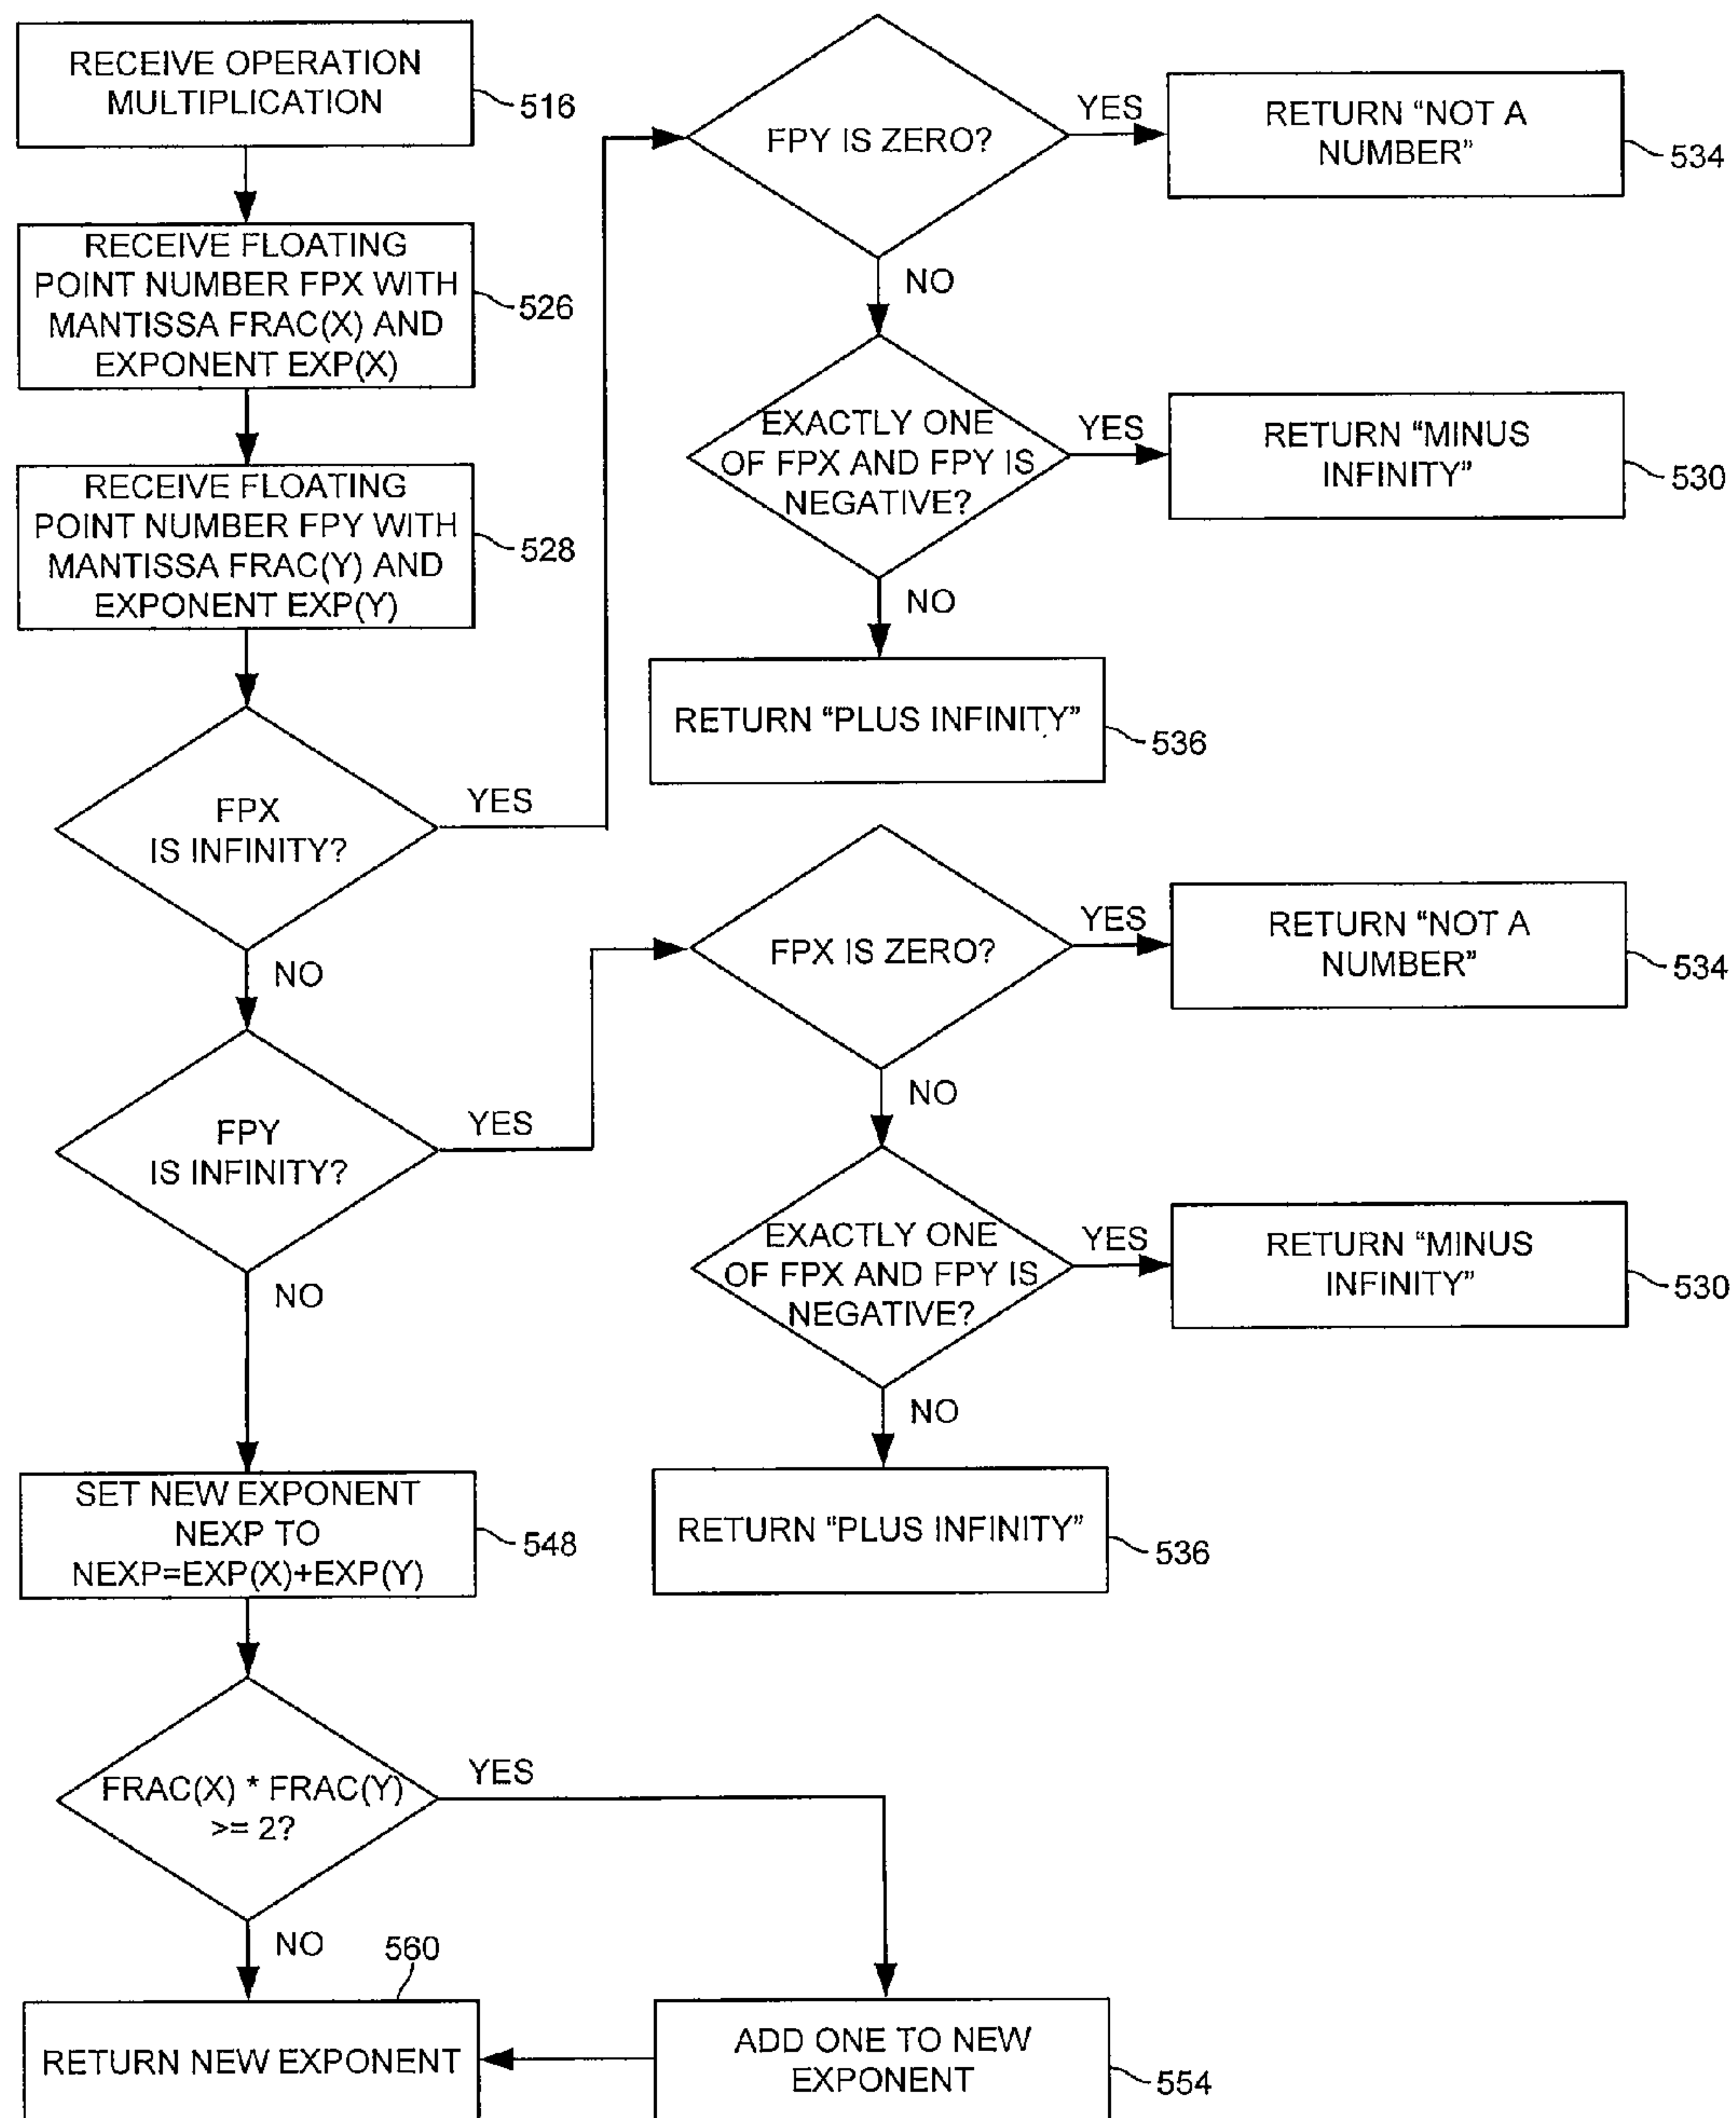 RECEIVE OPERATION
MULTIPLICATION
516
RECEIVE FLOATING
POINT NUMBER FPX WITH
MANTISSA FRAC(X) AND
EXPONENT EXP(X)
526
RECEIVE FLOATING
POINT NUMBER FPY WITH
MANTISSA FRAC(Y) AND
EXPONENT EXP(Y)
528
FPX
IS INFINITY?
YES
NO
FPY IS ZERO?
YES
RETURN “NOT A
NUMBER”
534
NO
EXACTLY ONE
OF FPX AND FPY IS
NEGATIVE?
YES
RETURN “MINUS
INFINITY”
530
NO
RETURN “PLUS INFINITY”
536
FPY
IS INFINITY?
YES
NO
FPX IS ZERO?
YES
RETURN “NOT A
NUMBER”
534
NO
EXACTLY ONE
OF FPX AND FPY IS
NEGATIVE?
YES
RETURN “MINUS
INFINITY”
530
NO
RETURN “PLUS INFINITY”
536
SET NEW EXPONENT
NEXP TO
NEXP=EXP(X)+EXP(Y)
548
FRAC(X) * FRAC(Y)
>= 2?
YES
NO
560
RETURN NEW EXPONENT
ADD ONE TO NEW
EXPONENT
554